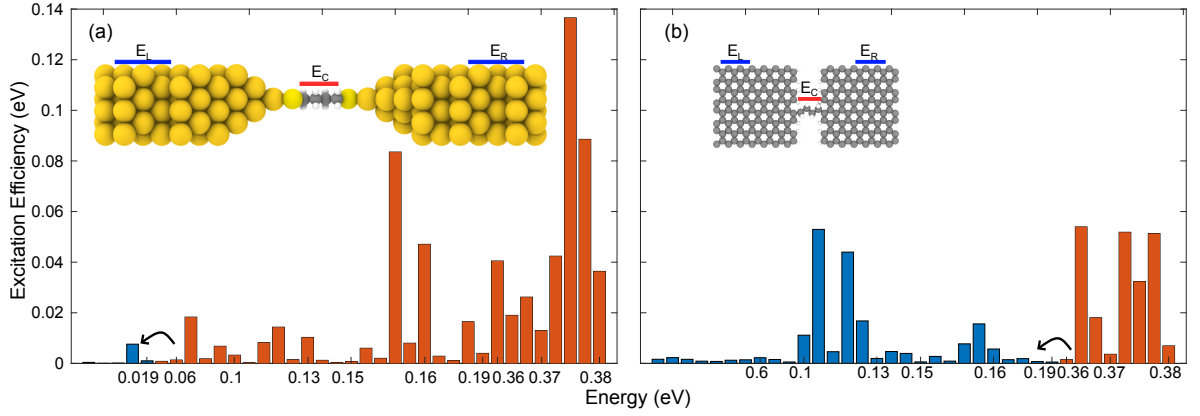 (a)
E_L
E_C
E_R
(b)
E_L
E_C
E_R
Excitation Efficiency (eV)
0.14
0.12
0.1
0.08
0.06
0.04
0.02
0
0.019 0.06 0.1 0.13 0.15 0.16 0.19 0.36 0.37 0.38
0.6 0.1 0.13 0.15 0.16 0.19 0.36 0.37 0.38
Energy (eV)